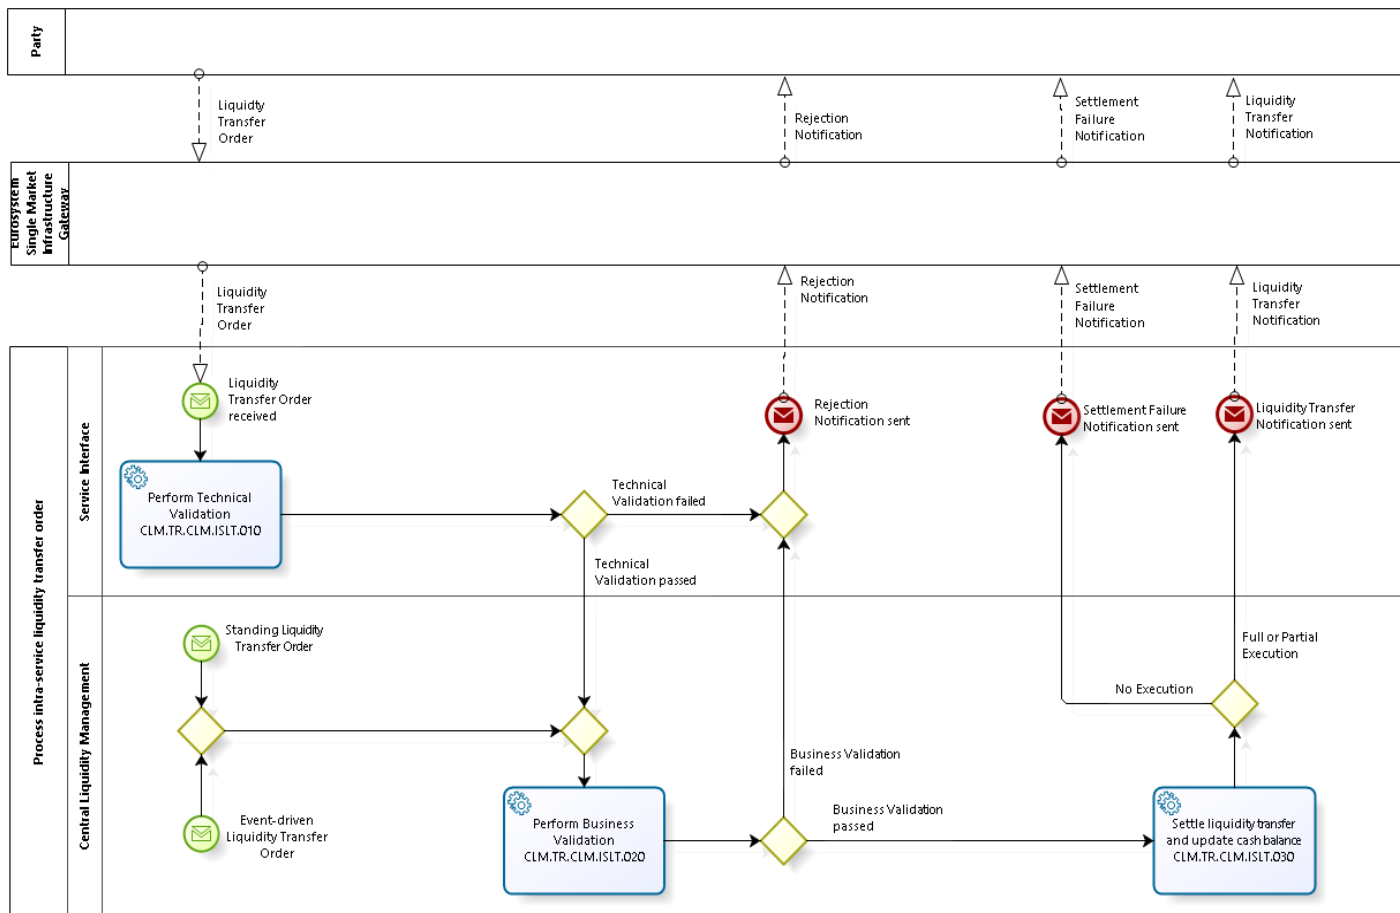 Party
Liquidity
Transfer
Order
Rejection
Notification
Settlement
Failure
Notification
Liquidity
Transfer
Notification
Eurosystem
Single Market
Infrastructure
Gateway
Liquidity
Transfer
Order
Rejection
Notification
Settlement
Failure
Notification
Liquidity
Transfer
Notification
Process intra-service liquidity transfer order
Service Interface
Liquidity
Transfer Order
received
Rejection
Notification sent
Settlement Failure
Notification sent
Liquidity Transfer
Notification sent
Perform Technical
Validation
CLM.TR.CLM.ISLT.010
Technical
Validation failed
Technical
Validation passed
Central Liquidity Management
Standing Liquidity
Transfer Order
Full or Partial
Execution
No Execution
Event-driven
Liquidity Transfer
Order
Business Validation
failed
Perform Business
Validation
CLM.TR.CLM.ISLT.020
Business Validation
passed
Settle liquidity transfer
and update cash balance
CLM.TR.CLM.ISLT.030